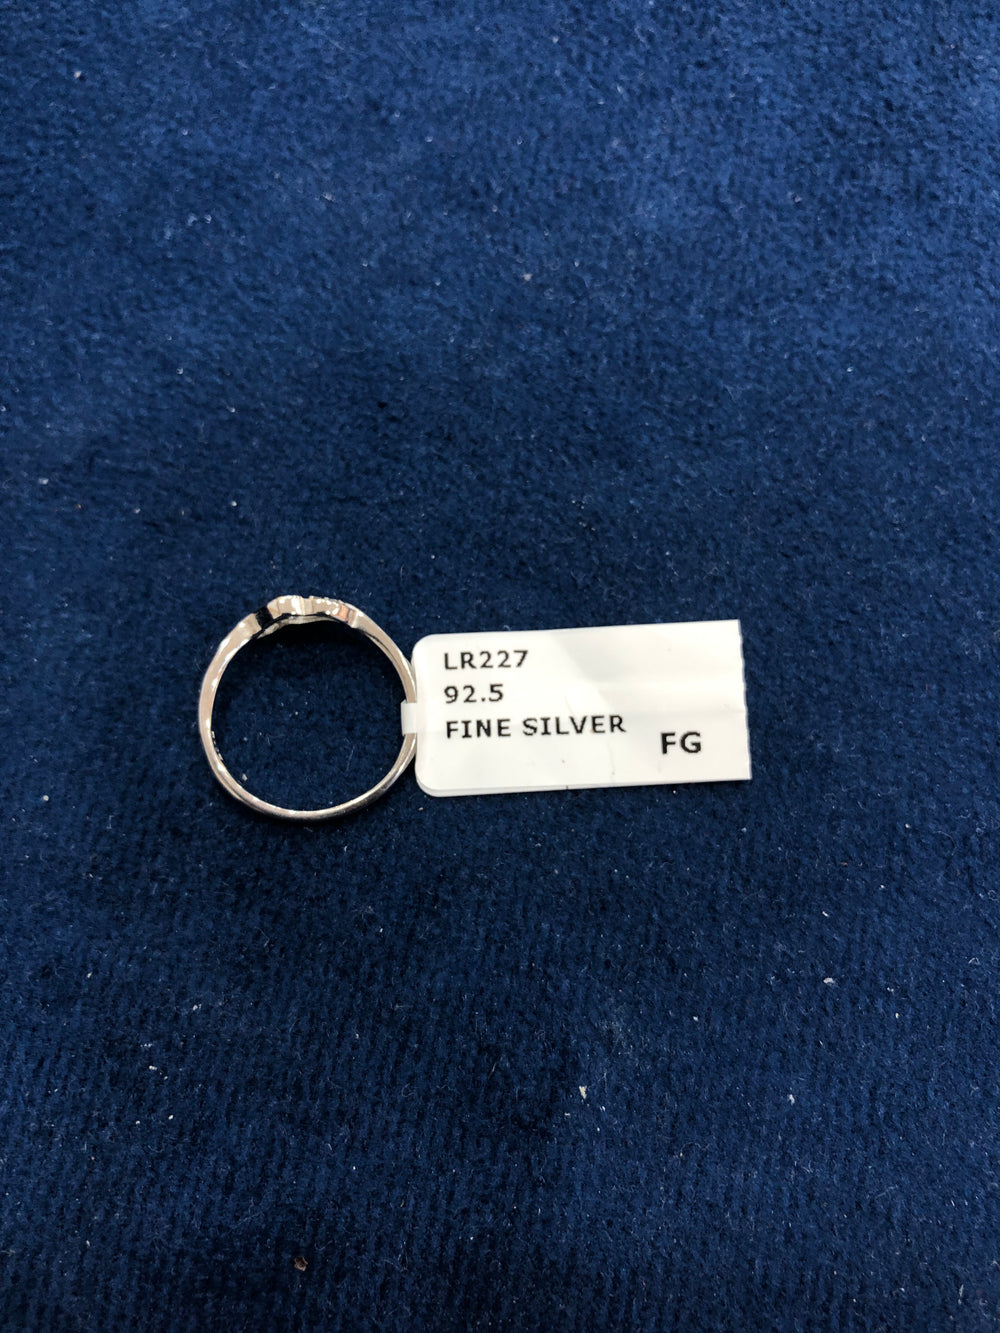 LR227
92.5
FINE SILVER
FG